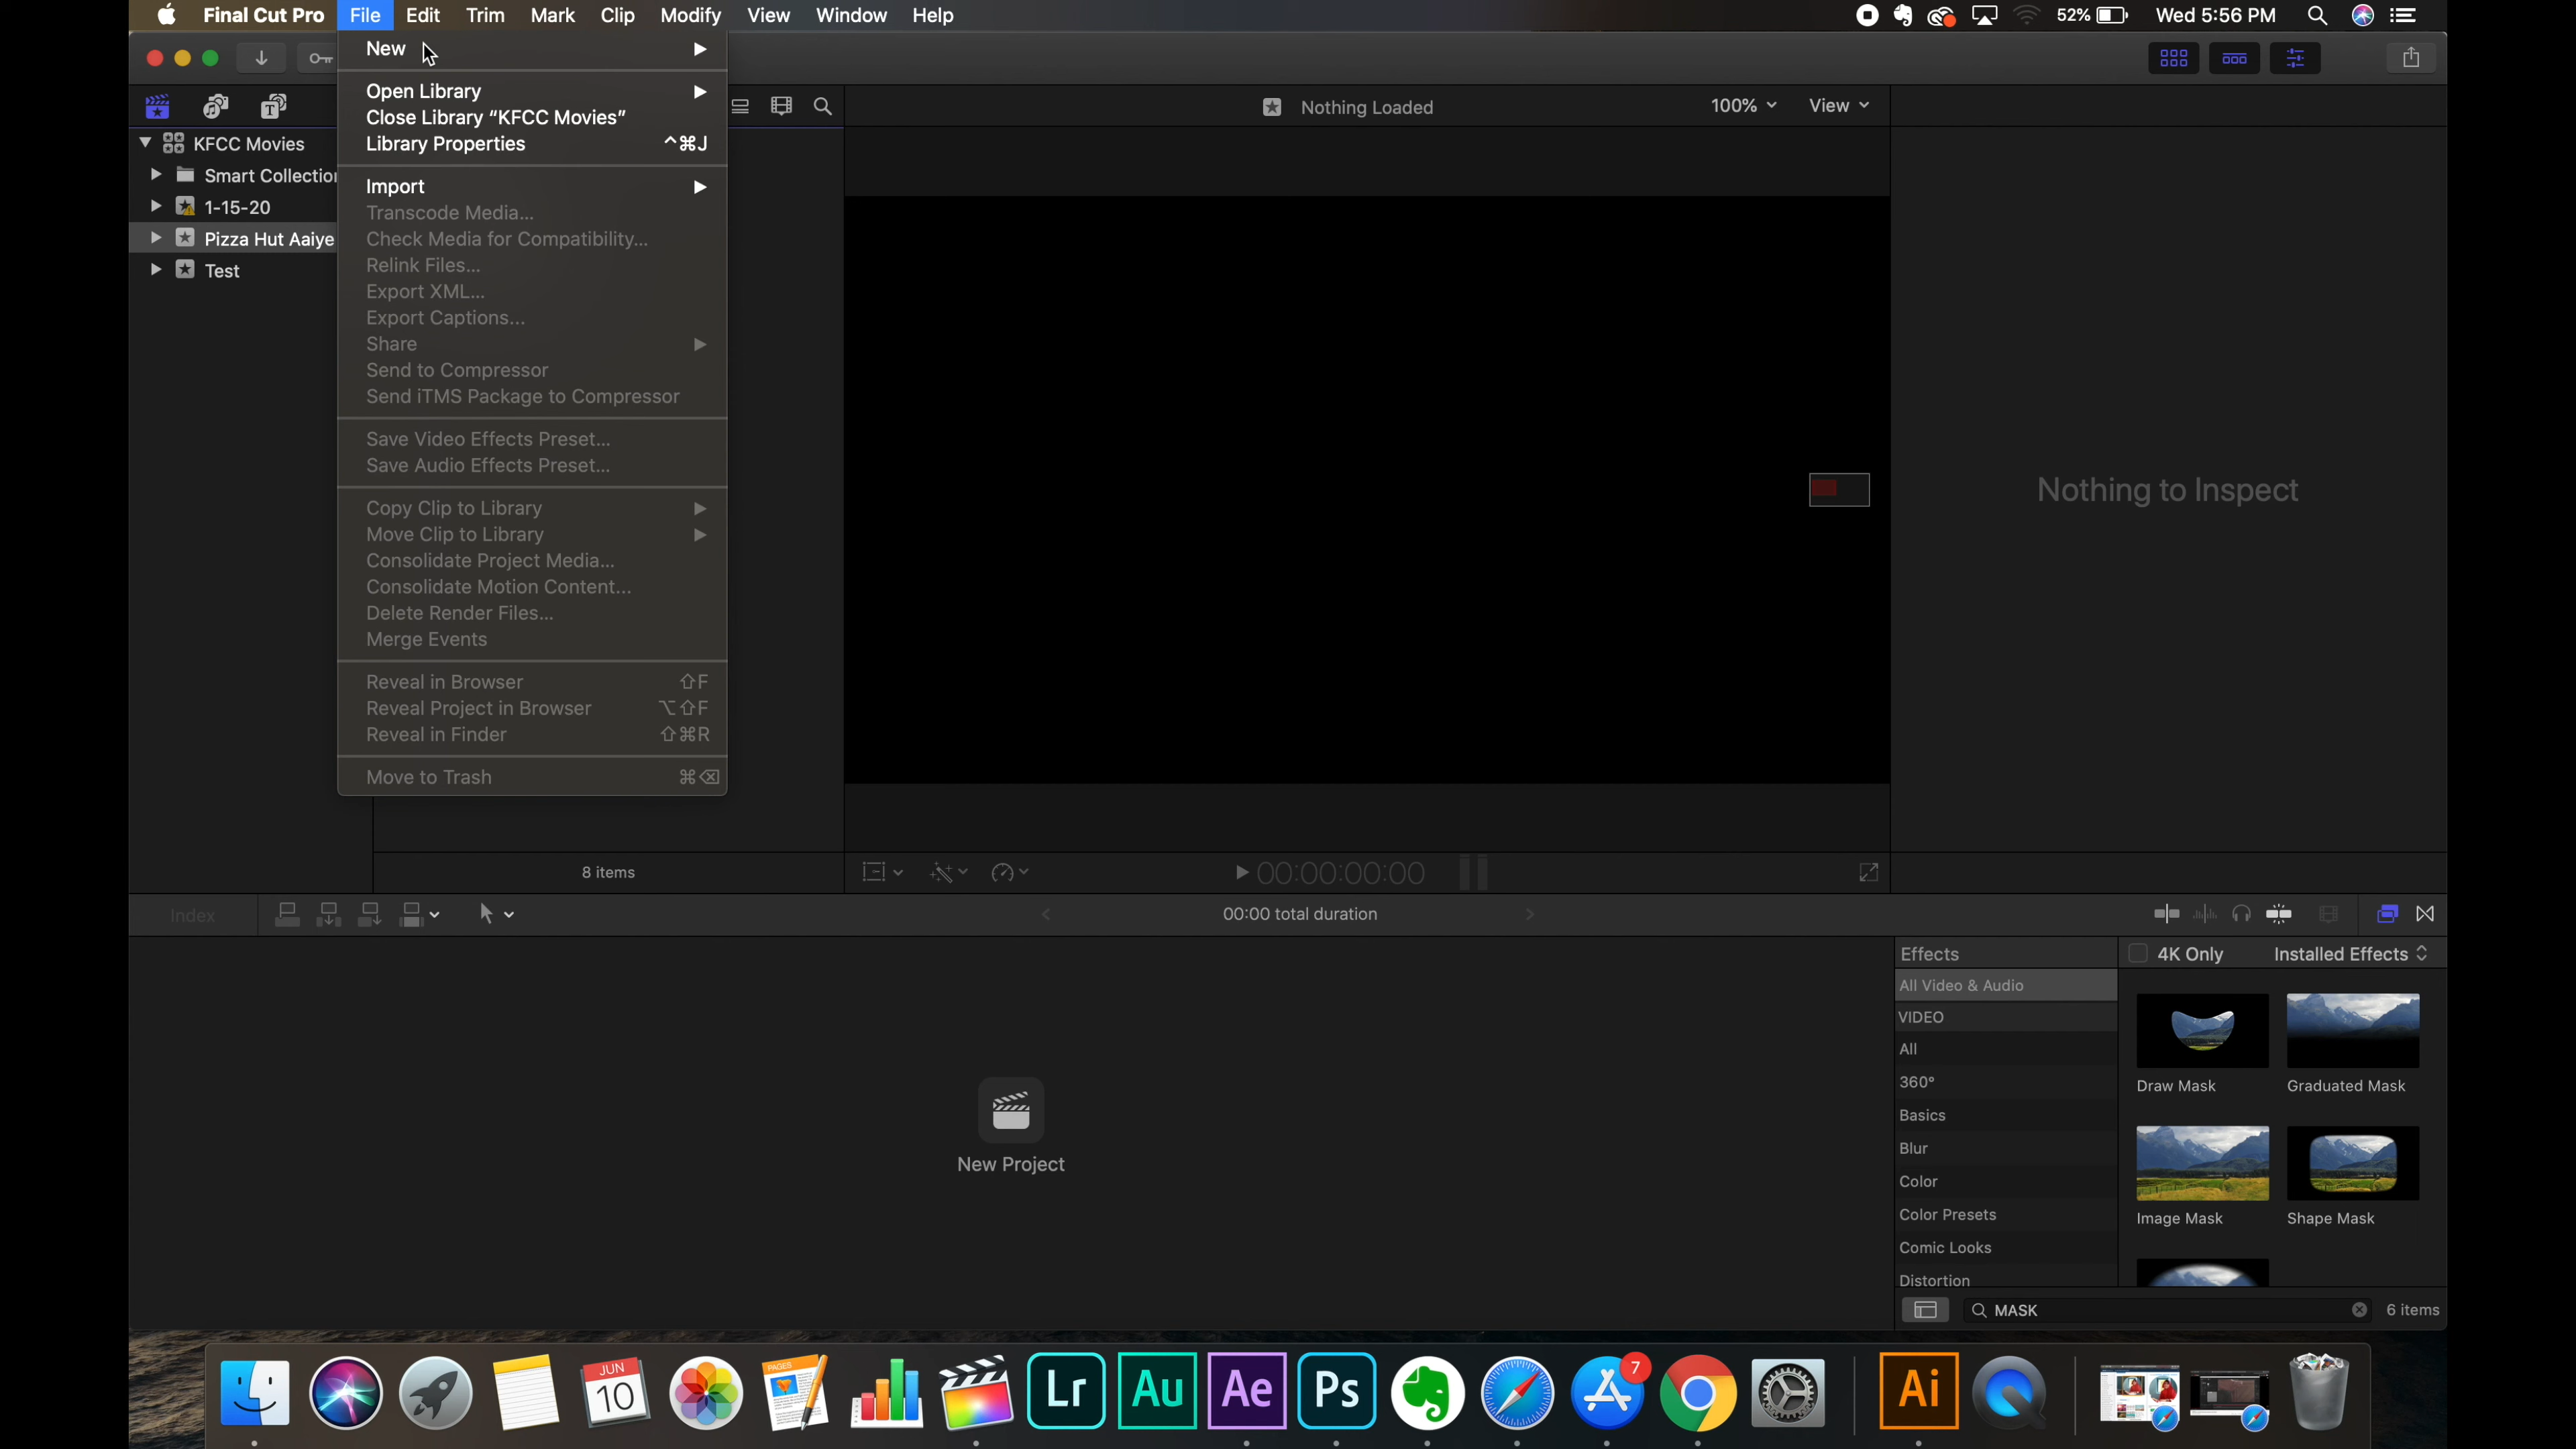 Final Cut Pro File Edit Trim Mark Clip Modify View Window Help 52% Wed 5:56 PM
New
Open Library
Close Library “KFCC Movies”
Library Properties ^⌘J
Import
Transcode Media...
Check Media for Compatibility...
Relink Files...
Export XML...
Export Captions...
Share
Send to Compressor
Send iTMS Package to Compressor
Save Video Effects Preset...
Save Audio Effects Preset...
Copy Clip to Library
Move Clip to Library
Consolidate Project Media...
Consolidate Motion Content...
Delete Render Files...
Merge Events
Reveal in Browser ⇧F
Reveal Project in Browser ⌥⇧F
Reveal in Finder ⇧⌘R
Move to Trash ⌘⌫
KFCC Movies
Smart Collection
1-15-20
Pizza Hut Aaiye
Test
8 items
Nothing Loaded 100% View
00:00:00:00
Nothing to Inspect
Index 00:00 total duration
New Project
Effects 4K Only Installed Effects
All Video & Audio
VIDEO
All
360°
Basics
Blur
Color
Color Presets
Comic Looks
Distortion
Draw Mask Graduated Mask
Image Mask Shape Mask
MASK 6 items
JUN
10
PAGES
Lr Au Ae Ps 7 Ai